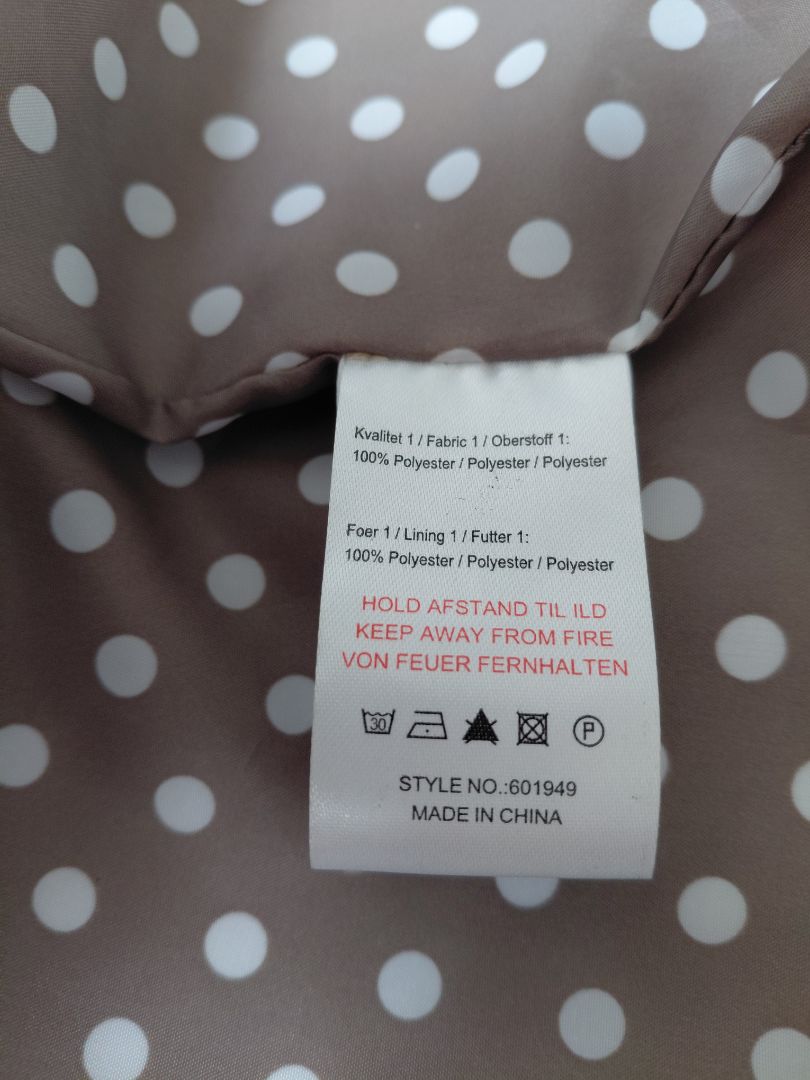 Kvalitet 1 / Fabric 1 / Oberstoff 1:
100% Polyester / Polyester / Polyester
Foer 1 / Lining 1 / Futter 1:
100% Polyester / Polyester / Polyester
HOLD AFSTAND TIL ILD
KEEP AWAY FROM FIRE
VON FEUER FERNHALTEN
30 P
STYLE NO.:601949
MADE IN CHINA